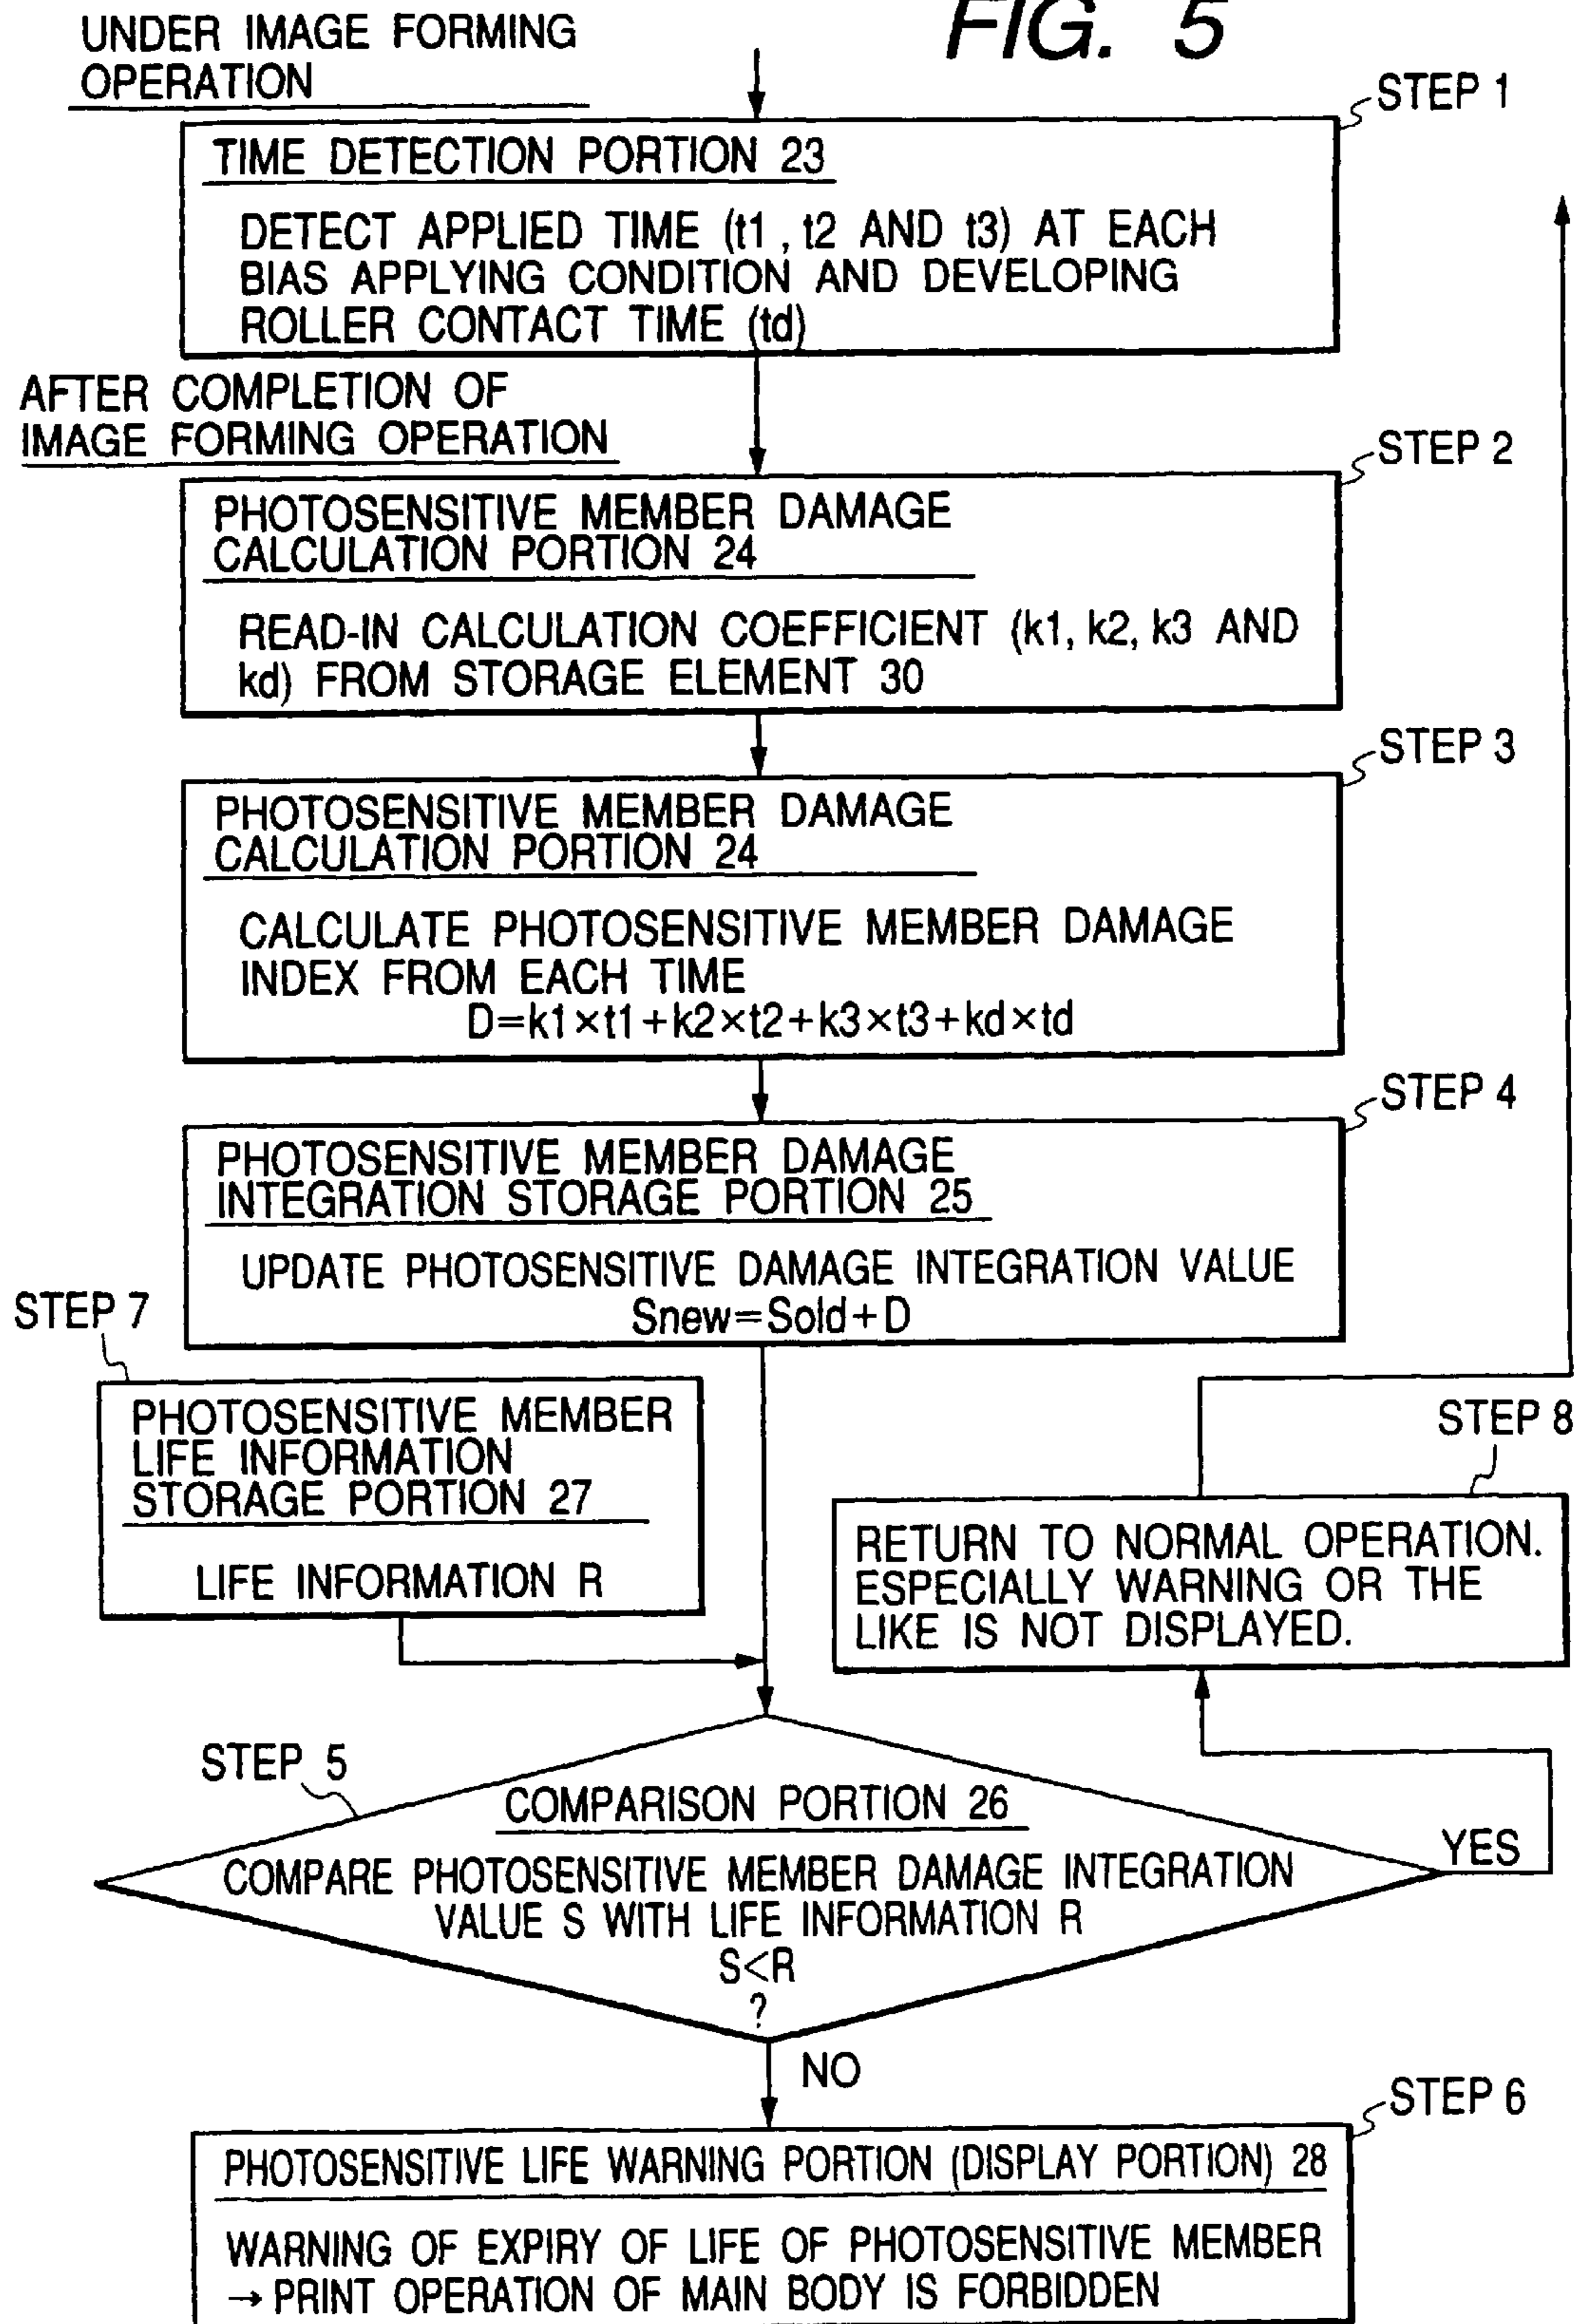 FIG. 5
UNDER IMAGE FORMING
OPERATION
STEP 1
TIME DETECTION PORTION 23
DETECT APPLIED TIME (t1 , t2 AND t3) AT EACH
BIAS APPLYING CONDITION AND DEVELOPING
ROLLER CONTACT TIME (td)
AFTER COMPLETION OF
IMAGE FORMING OPERATION
STEP 2
PHOTOSENSITIVE MEMBER DAMAGE
CALCULATION PORTION 24
READ-IN CALCULATION COEFFICIENT (k1, k2, k3 AND
kd) FROM STORAGE ELEMENT 30
STEP 3
PHOTOSENSITIVE MEMBER DAMAGE
CALCULATION PORTION 24
CALCULATE PHOTOSENSITIVE MEMBER DAMAGE
INDEX FROM EACH TIME
D=k1×t1+k2×t2+k3×t3+kd×td
STEP 4
PHOTOSENSITIVE MEMBER DAMAGE
INTEGRATION STORAGE PORTION 25
UPDATE PHOTOSENSITIVE DAMAGE INTEGRATION VALUE
Snew=Sold+D
STEP 7
PHOTOSENSITIVE MEMBER
LIFE INFORMATION
STORAGE PORTION 27
LIFE INFORMATION R
STEP 8
RETURN TO NORMAL OPERATION.
ESPECIALLY WARNING OR THE
LIKE IS NOT DISPLAYED.
STEP 5
COMPARISON PORTION 26
COMPARE PHOTOSENSITIVE MEMBER DAMAGE INTEGRATION
VALUE S WITH LIFE INFORMATION R
S<R
?
YES
NO
STEP 6
PHOTOSENSITIVE LIFE WARNING PORTION (DISPLAY PORTION) 28
WARNING OF EXPIRY OF LIFE OF PHOTOSENSITIVE MEMBER
→ PRINT OPERATION OF MAIN BODY IS FORBIDDEN